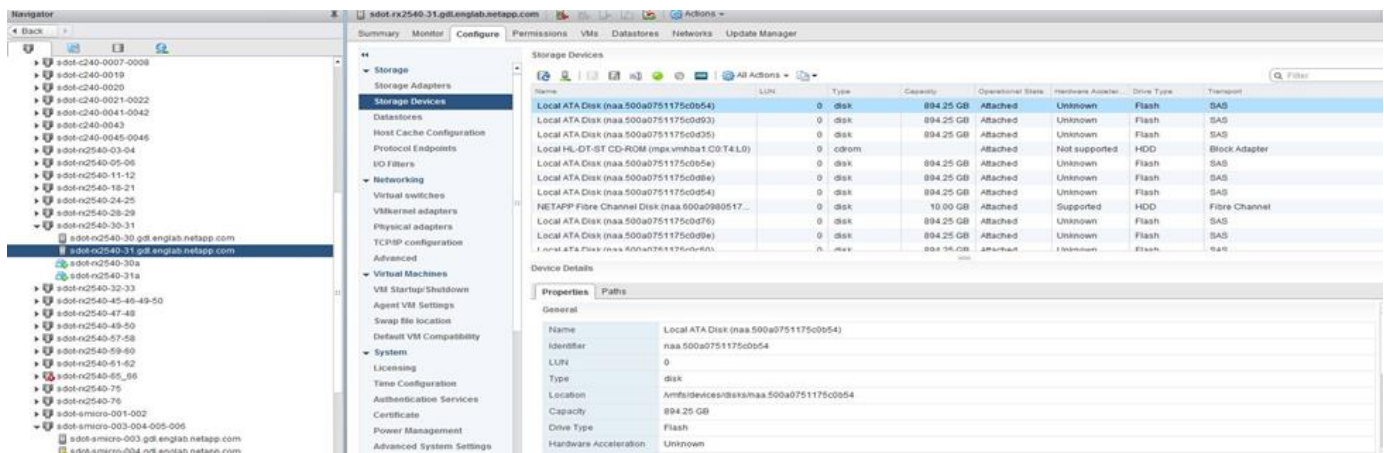 Navigator
Back
sdot-c240-0007-0008
sdot-c240-0019
sdot-c240-0020
sdot-c240-0021-0022
sdot-c240-0041-0042
sdot-c240-0043
sdot-c240-0045-0046
sdot-rx2540-03-04
sdot-rx2540-05-06
sdot-rx2540-11-12
sdot-rx2540-18-21
sdot-rx2540-24-25
sdot-rx2540-28-29
sdot-rx2540-30-31
sdot-rx2540-30.gdl.englab.netapp.com
sdot-rx2540-31.gdl.englab.netapp.com
sdot-rx2540-30a
sdot-rx2540-31a
sdot-rx2540-32-33
sdot-rx2540-45-46-49-50
sdot-rx2540-47-48
sdot-rx2540-49-50
sdot-rx2540-57-58
sdot-rx2540-59-60
sdot-rx2540-61-62
sdot-rx2540-65_66
sdot-rx2540-75
sdot-rx2540-76
sdot-smicro-001-002
sdot-smicro-003-004-005-006
sdot-smicro-003.gdl.englab.netapp.com
sdot-smicro-004.gdl.englab.netapp.com
sdot-rx2540-31.gdl.englab.netapp.com Actions
Summary Monitor Configure Permissions VMs Datastores Networks Update Manager
Storage
Storage Adapters
Storage Devices
Datastores
Host Cache Configuration
Protocol Endpoints
I/O Filters
Networking
Virtual switches
VMkernel adapters
Physical adapters
TCP/IP configuration
Advanced
Virtual Machines
VM Startup/Shutdown
Agent VM Settings
Swap file location
Default VM Compatibility
System
Licensing
Time Configuration
Authentication Services
Certificate
Power Management
Advanced System Settings
Storage Devices
All Actions Filter
Name LUN Type Capacity Operational State Hardware Acceler... Drive Type Transport
Local ATA Disk (naa.500a0751175c0b54) 0 disk 894.25 GB Attached Unknown Flash SAS
Local ATA Disk (naa.500a0751175c0d93) 0 disk 894.25 GB Attached Unknown Flash SAS
Local ATA Disk (naa.500a0751175c0d35) 0 disk 894.25 GB Attached Unknown Flash SAS
Local HL-DT-ST CD-ROM (mpx.vmhba1:C0:T4:L0) 0 cdrom Attached Not supported HDD Block Adapter
Local ATA Disk (naa.500a0751175c0b5e) 0 disk 894.25 GB Attached Unknown Flash SAS
Local ATA Disk (naa.500a0751175c0d8e) 0 disk 894.25 GB Attached Unknown Flash SAS
Local ATA Disk (naa.500a0751175c0d54) 0 disk 894.25 GB Attached Unknown Flash SAS
NETAPP Fibre Channel Disk (naa.600a0980517... 0 disk 10.00 GB Attached Supported HDD Fibre Channel
Local ATA Disk (naa.500a0751175c0d76) 0 disk 894.25 GB Attached Unknown Flash SAS
Local ATA Disk (naa.500a0751175c0d9e) 0 disk 894.25 GB Attached Unknown Flash SAS
Local ATA Disk 0 disk 894.25 GB Attached Unknown Flash SAS
Device Details
Properties Paths
General
Name Local ATA Disk (naa.500a0751175c0b54)
Identifier naa.500a0751175c0b54
LUN 0
Type disk
Location /vmfs/devices/disks/naa.500a0751175c0b54
Capacity 894.25 GB
Drive Type Flash
Hardware Acceleration Unknown